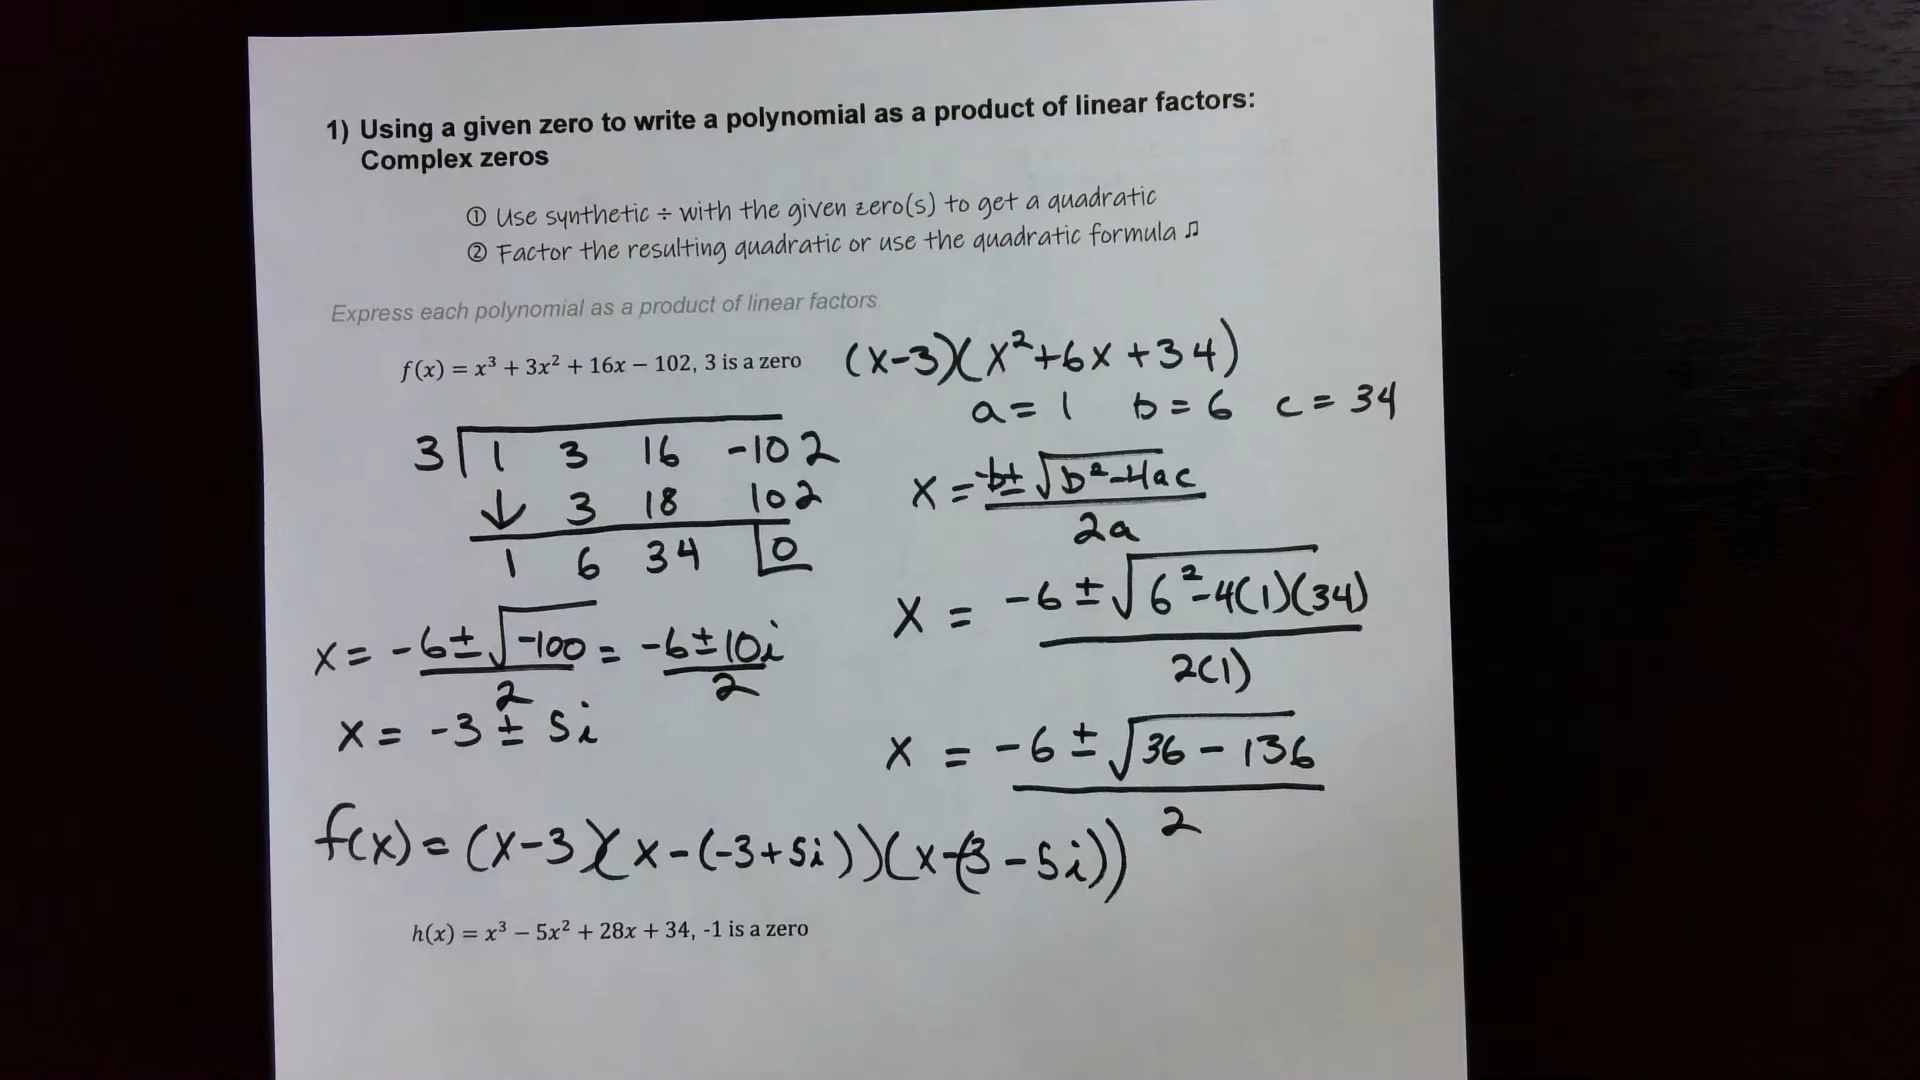 1) Using a given zero to write a polynomial as a product of linear factors:
Complex zeros
① Use synthetic ÷ with the given zero(s) to get a quadratic
② Factor the resulting quadratic or use the quadratic formula ♫
Express each polynomial as a product of linear factors
f(x) = x³ + 3x² + 16x − 102, 3 is a zero
(x-3)(x²+6x+34)
a = 1 b = 6 c = 34
3 1 3 16 -102
↓ 3 18 102
1 6 34 0
x = -b±√b²-4ac
2a
x = -6 ± √6²-4(1)(34)
2(1)
x = -6 ± √36 - 136
2
x = -6±√-100 = -6±10i
2 2
x = -3 ± 5i
f(x) = (x-3)(x-(-3+5i))(x-(-3-5i))
h(x) = x³ − 5x² + 28x + 34, -1 is a zero